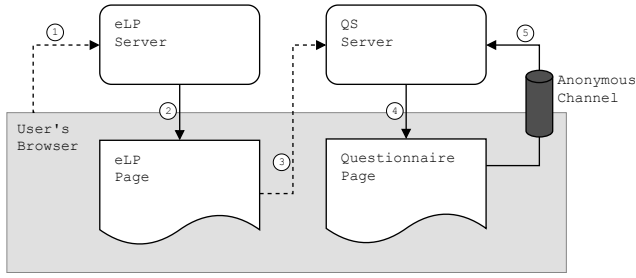 1
eLP
Server
QS
Server
5
Anonymous
Channel
2
4
User's
Browser
eLP
Page
3
Questionnaire
Page